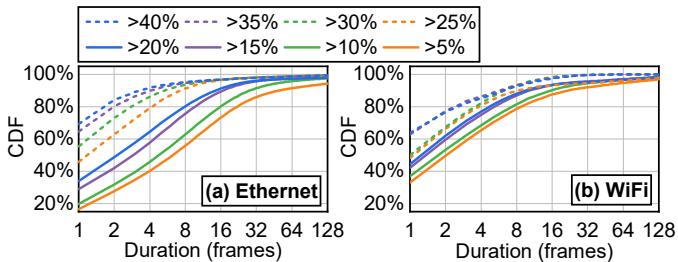 >40% >35% >30% >25%
>20% >15% >10% >5%
100%
80%
60%
40%
20%
CDF
(a) Ethernet
1 2 4 8 16 32 64 128
Duration (frames)
100%
80%
60%
40%
20%
CDF
(b) WiFi
1 2 4 8 16 32 64 128
Duration (frames)